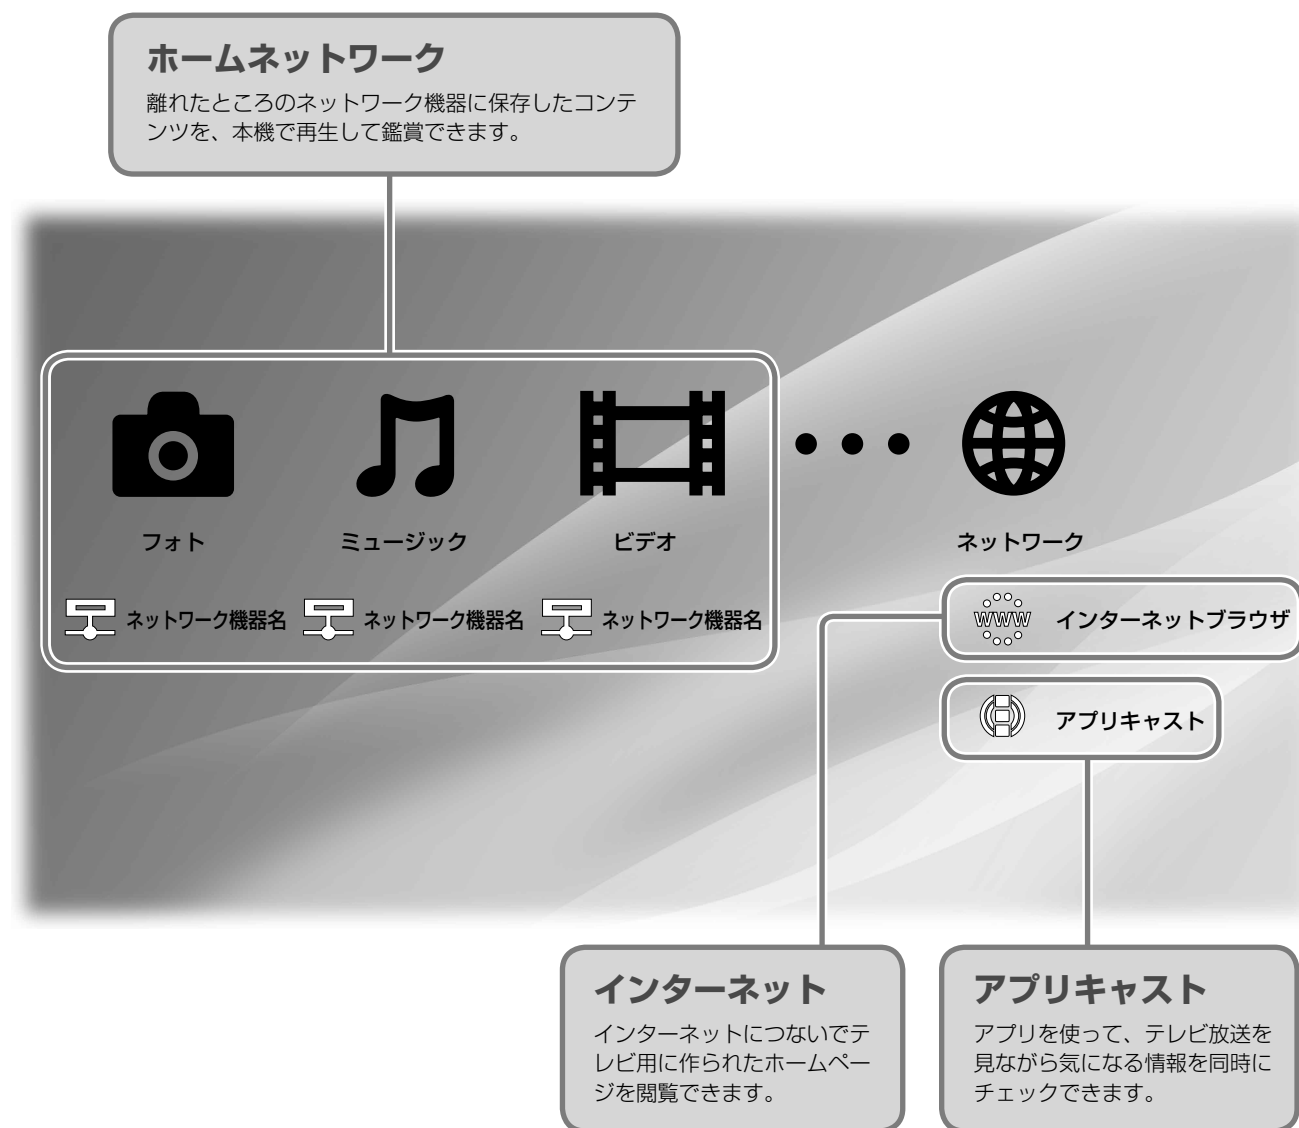 ホームネットワーク
離れたところのネットワーク機器に保存したコンテ
ンツを、本機で再生して鑑賞できます。
フォト
ミュージック
ビデオ
ネットワーク
ネットワーク機器名
ネットワーク機器名
ネットワーク機器名
WWW
インターネットブラウザ
アプリキャスト
インターネット
インターネットにつないでテ
レビ用に作られたホームペー
ジを閲覧できます。
アプリキャスト
アプリを使って、テレビ放送を
見ながら気になる情報を同時に
チェックできます。